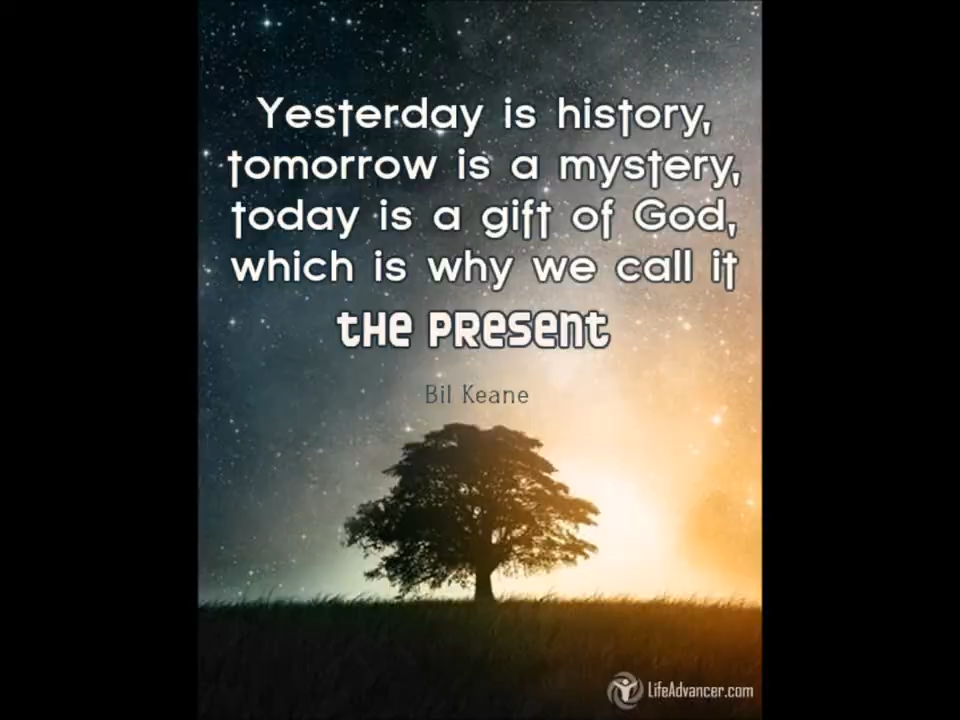 Yesterday is history,
tomorrow is a mystery,
today is a gift of God,
which is why we call it
the present
Bil Keane
LifeAdvancer.com